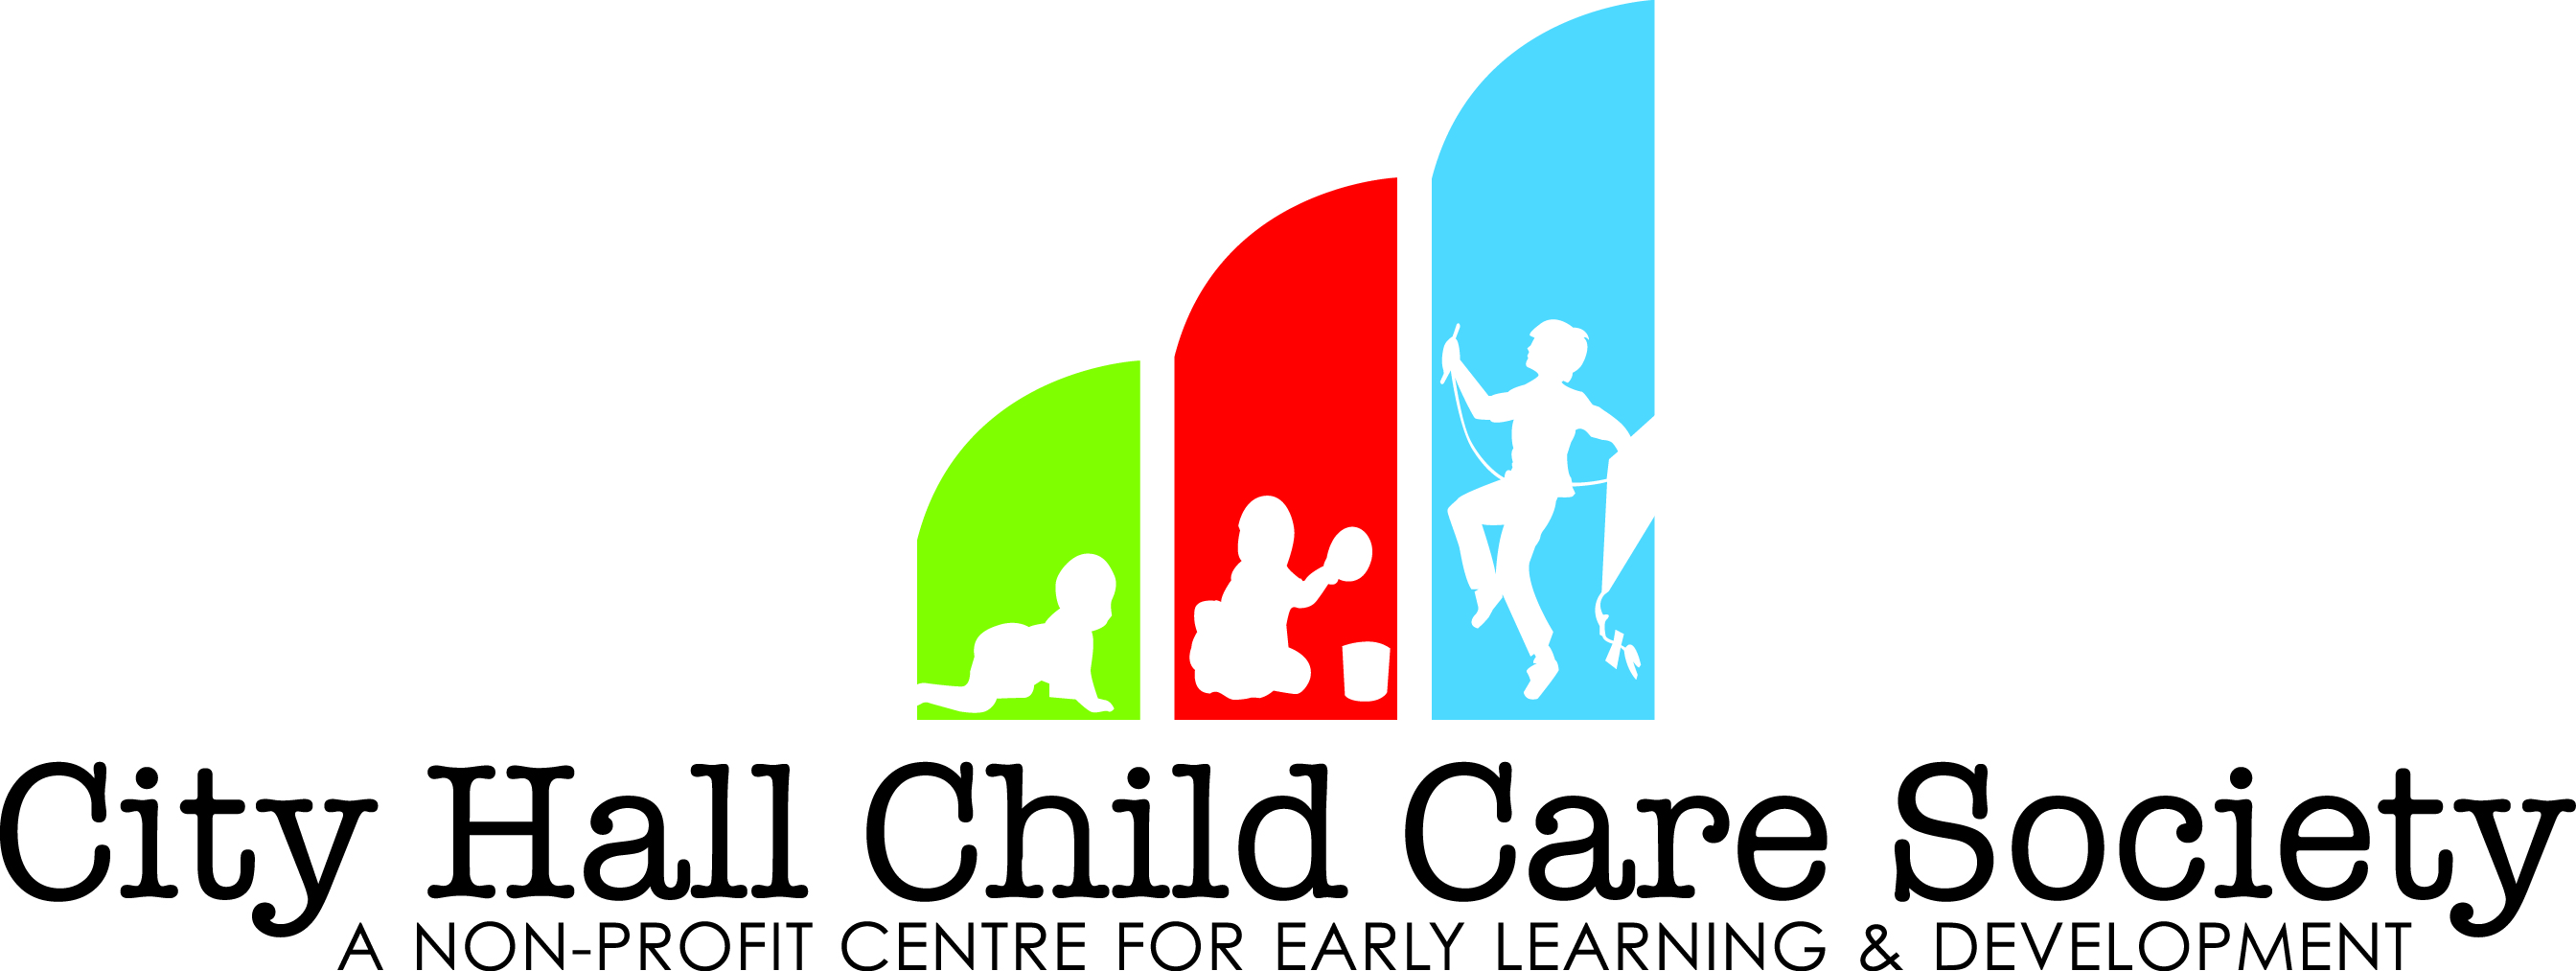 City Hall Child Care Society
A NON-PROFIT CENTRE FOR EARLY LEARNING & DEVELOPMENT